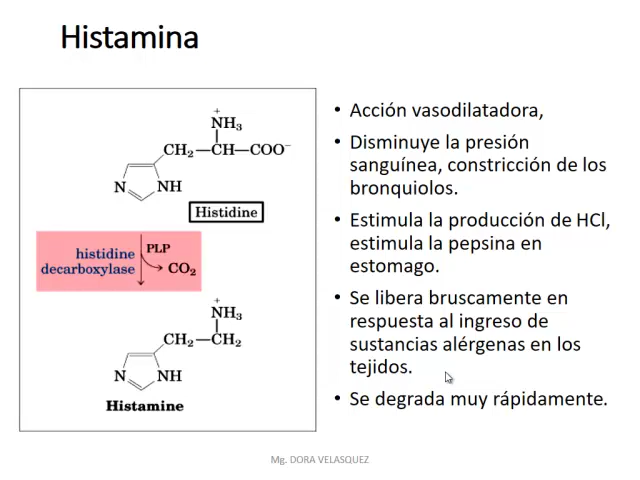 Histamina
NH3+
CH2—CH—COO−
N NH
Histidine
histidine PLP
decarboxylase CO2
NH3+
CH2—CH2
N NH
Histamine
• Acción vasodilatadora,
• Disminuye la presión
sanguínea, constricción de los
bronquiolos.
• Estimula la producción de HCl,
estimula la pepsina en
estomago.
• Se libera bruscamente en
respuesta al ingreso de
sustancias alérgenas en los
tejidos.
• Se degrada muy rápidamente.
Mg. DORA VELASQUEZ